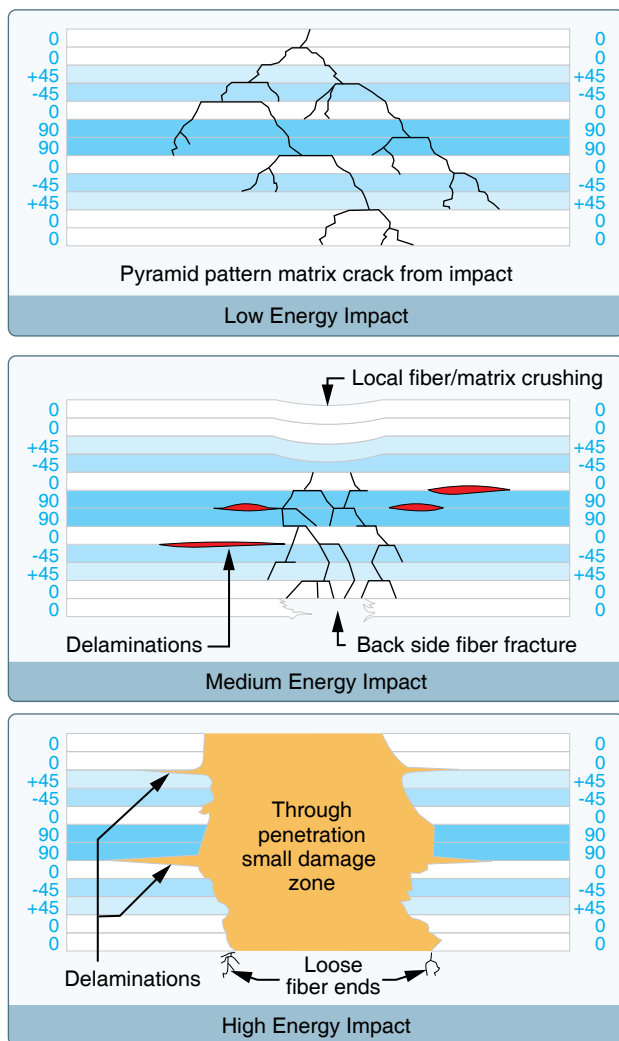 0 0
0 0
+45 +45
-45 -45
0 0
90 90
90 90
0 0
-45 -45
+45 +45
0 0
0 0
Pyramid pattern matrix crack from impact
Low Energy Impact
Local fiber/matrix crushing
0 0
0 0
+45 +45
-45 -45
0 0
90 90
90 90
0 0
-45 -45
+45 +45
0 0
0 0
Delaminations
Back side fiber fracture
Medium Energy Impact
0 0
0 0
+45 +45
-45 -45
0 0
90 90
90 90
0 0
-45 -45
+45 +45
0 0
0 0
Through
penetration
small damage
zone
Delaminations
Loose
fiber ends
High Energy Impact